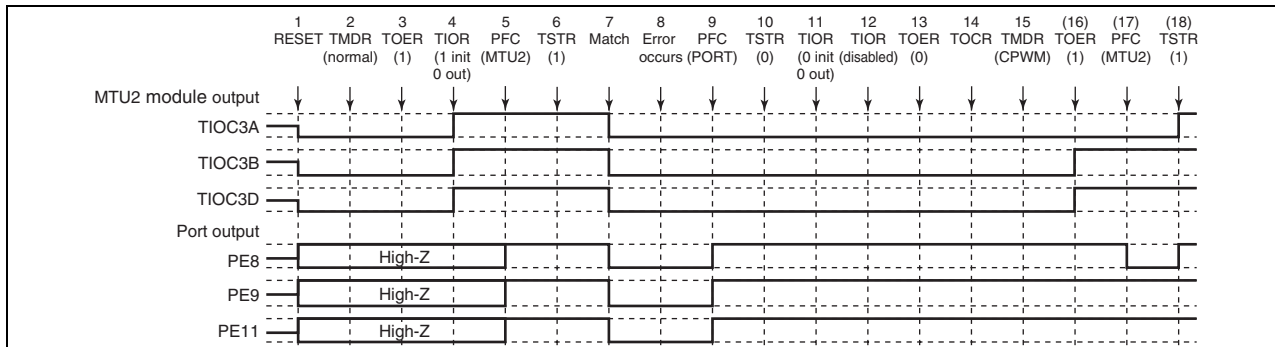 1 2 3 4 5 6 7 8 9 10 11 12 13 14 15 (16) (17) (18)
RESET TMDR TOER TIOR PFC TSTR Match Error PFC TSTR TIOR TIOR TOER TOCR TMDR TOER PFC TSTR
(normal) (1) (1 init (MTU2) (1) occurs (PORT) (0) (0 init (disabled) (0) (CPWM) (1) (MTU2) (1)
0 out) 0 out)
MTU2 module output
TIOC3A
TIOC3B
TIOC3D
Port output
PE8 High-Z
PE9 High-Z
PE11 High-Z